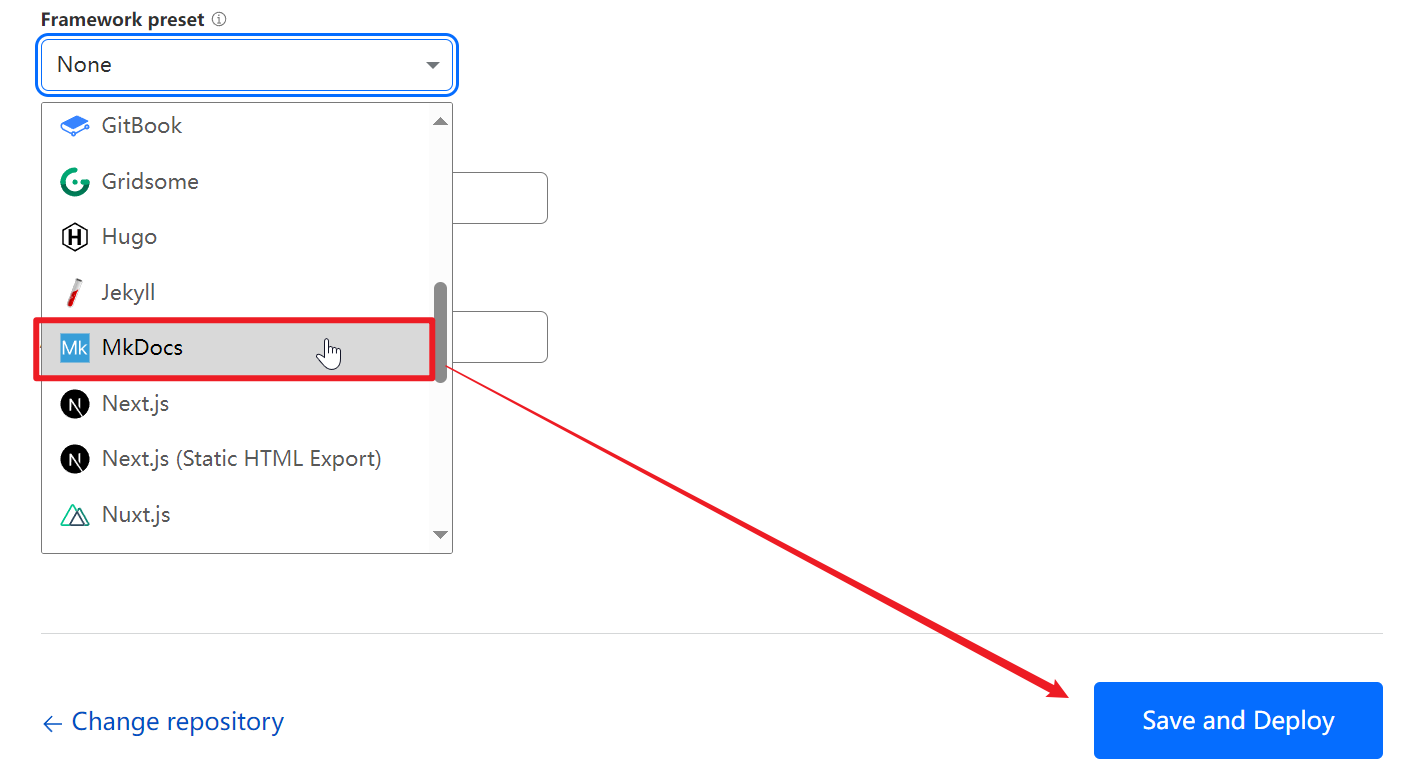 Framework preset
None
GitBook
Gridsome
Hugo
Jekyll
Mk MkDocs
N Next.js
N Next.js (Static HTML Export)
Nuxt.js
← Change repository
Save and Deploy